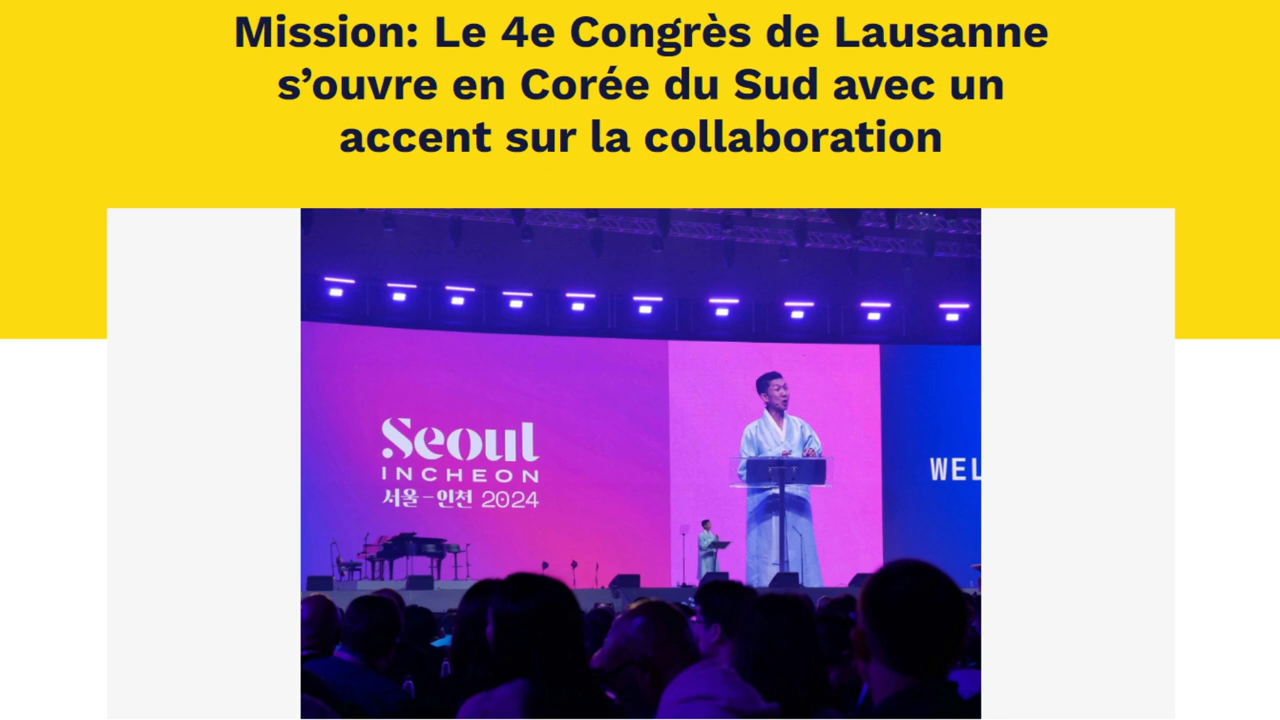 Mission: Le 4e Congrès de Lausanne
s’ouvre en Corée du Sud avec un
accent sur la collaboration
Seoul
INCHEON
서울–인천 2024
WEL